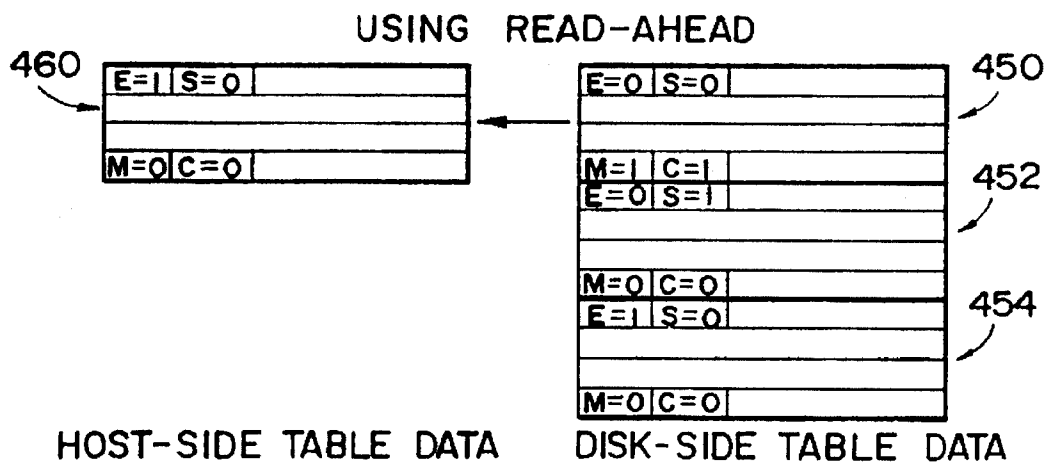 USING READ-AHEAD
460
E=1 S=0
M=0 C=0
E=0 S=0
450
M=1 C=1
E=0 S=1
452
M=0 C=0
E=1 S=0
454
M=0 C=0
HOST-SIDE TABLE DATA
DISK-SIDE TABLE DATA